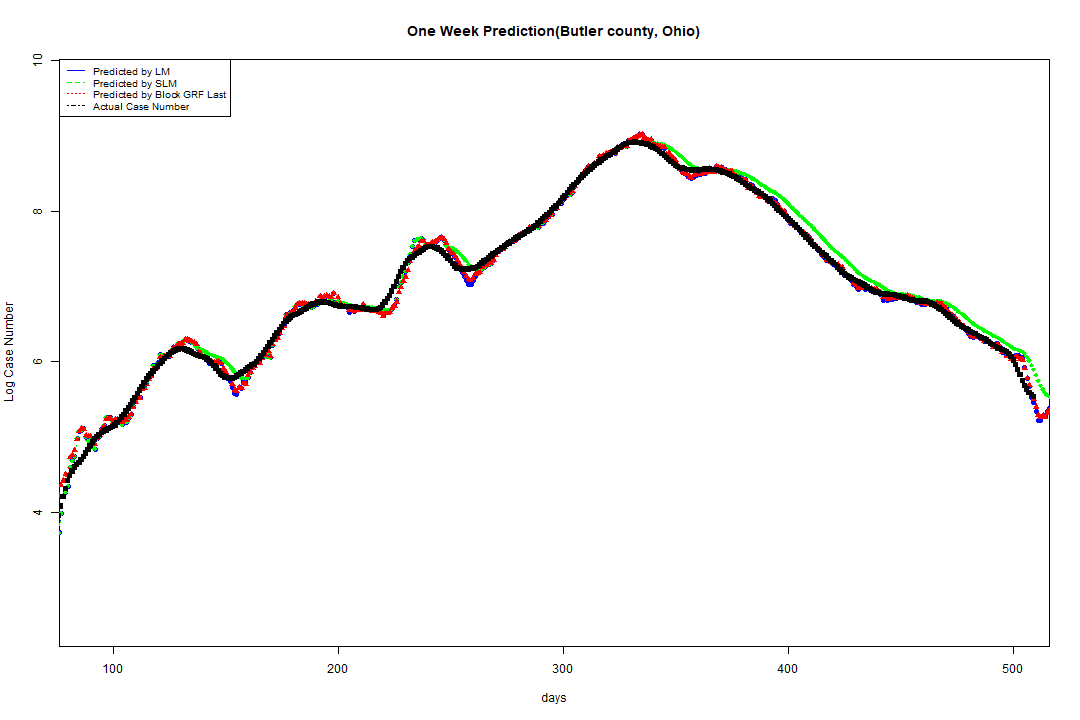 One Week Prediction(Butler county, Ohio)
10
8
6
4
Log Case Number
Predicted by LM
Predicted by SLM
Predicted by Block GRF Last
Actual Case Number
100
200
300
400
500
days